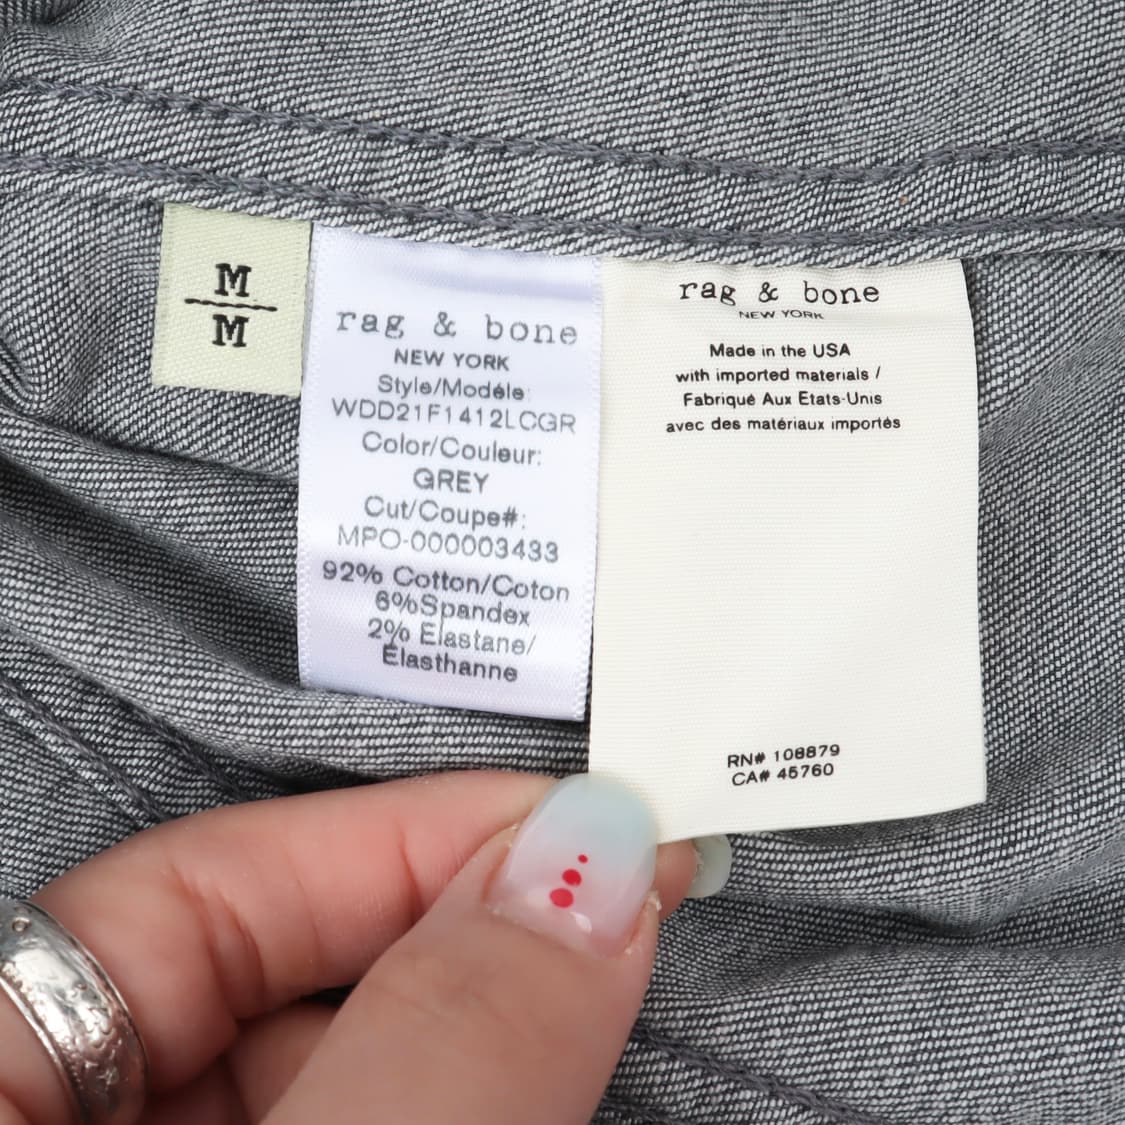 M
M
rag & bone
NEW YORK
Style/Modéle:
WDD21F1412LCGR
Color/Couleur:
GREY
Cut/Coupe#:
MPO-000003433
92% Cotton/Coton
6%Spandex
2% Elastane/
Élasthanne
rag & bone
NEW YORK
Made in the USA
with imported materials /
Fabriqué Aux Etats-Unis
avec des matériaux importés
RN# 108879
CA# 45760